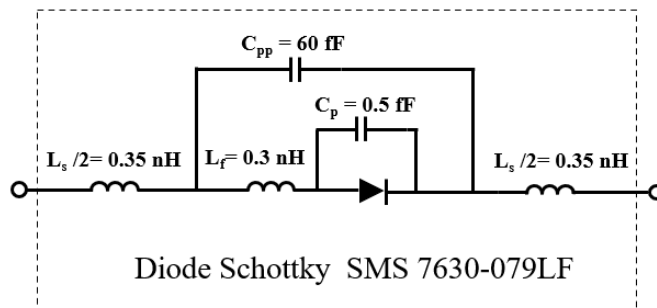 C_pp = 60 fF
C_p = 0.5 fF
L_s /2= 0.35 nH L_f= 0.3 nH L_s /2= 0.35 nH
Diode Schottky SMS 7630-079LF